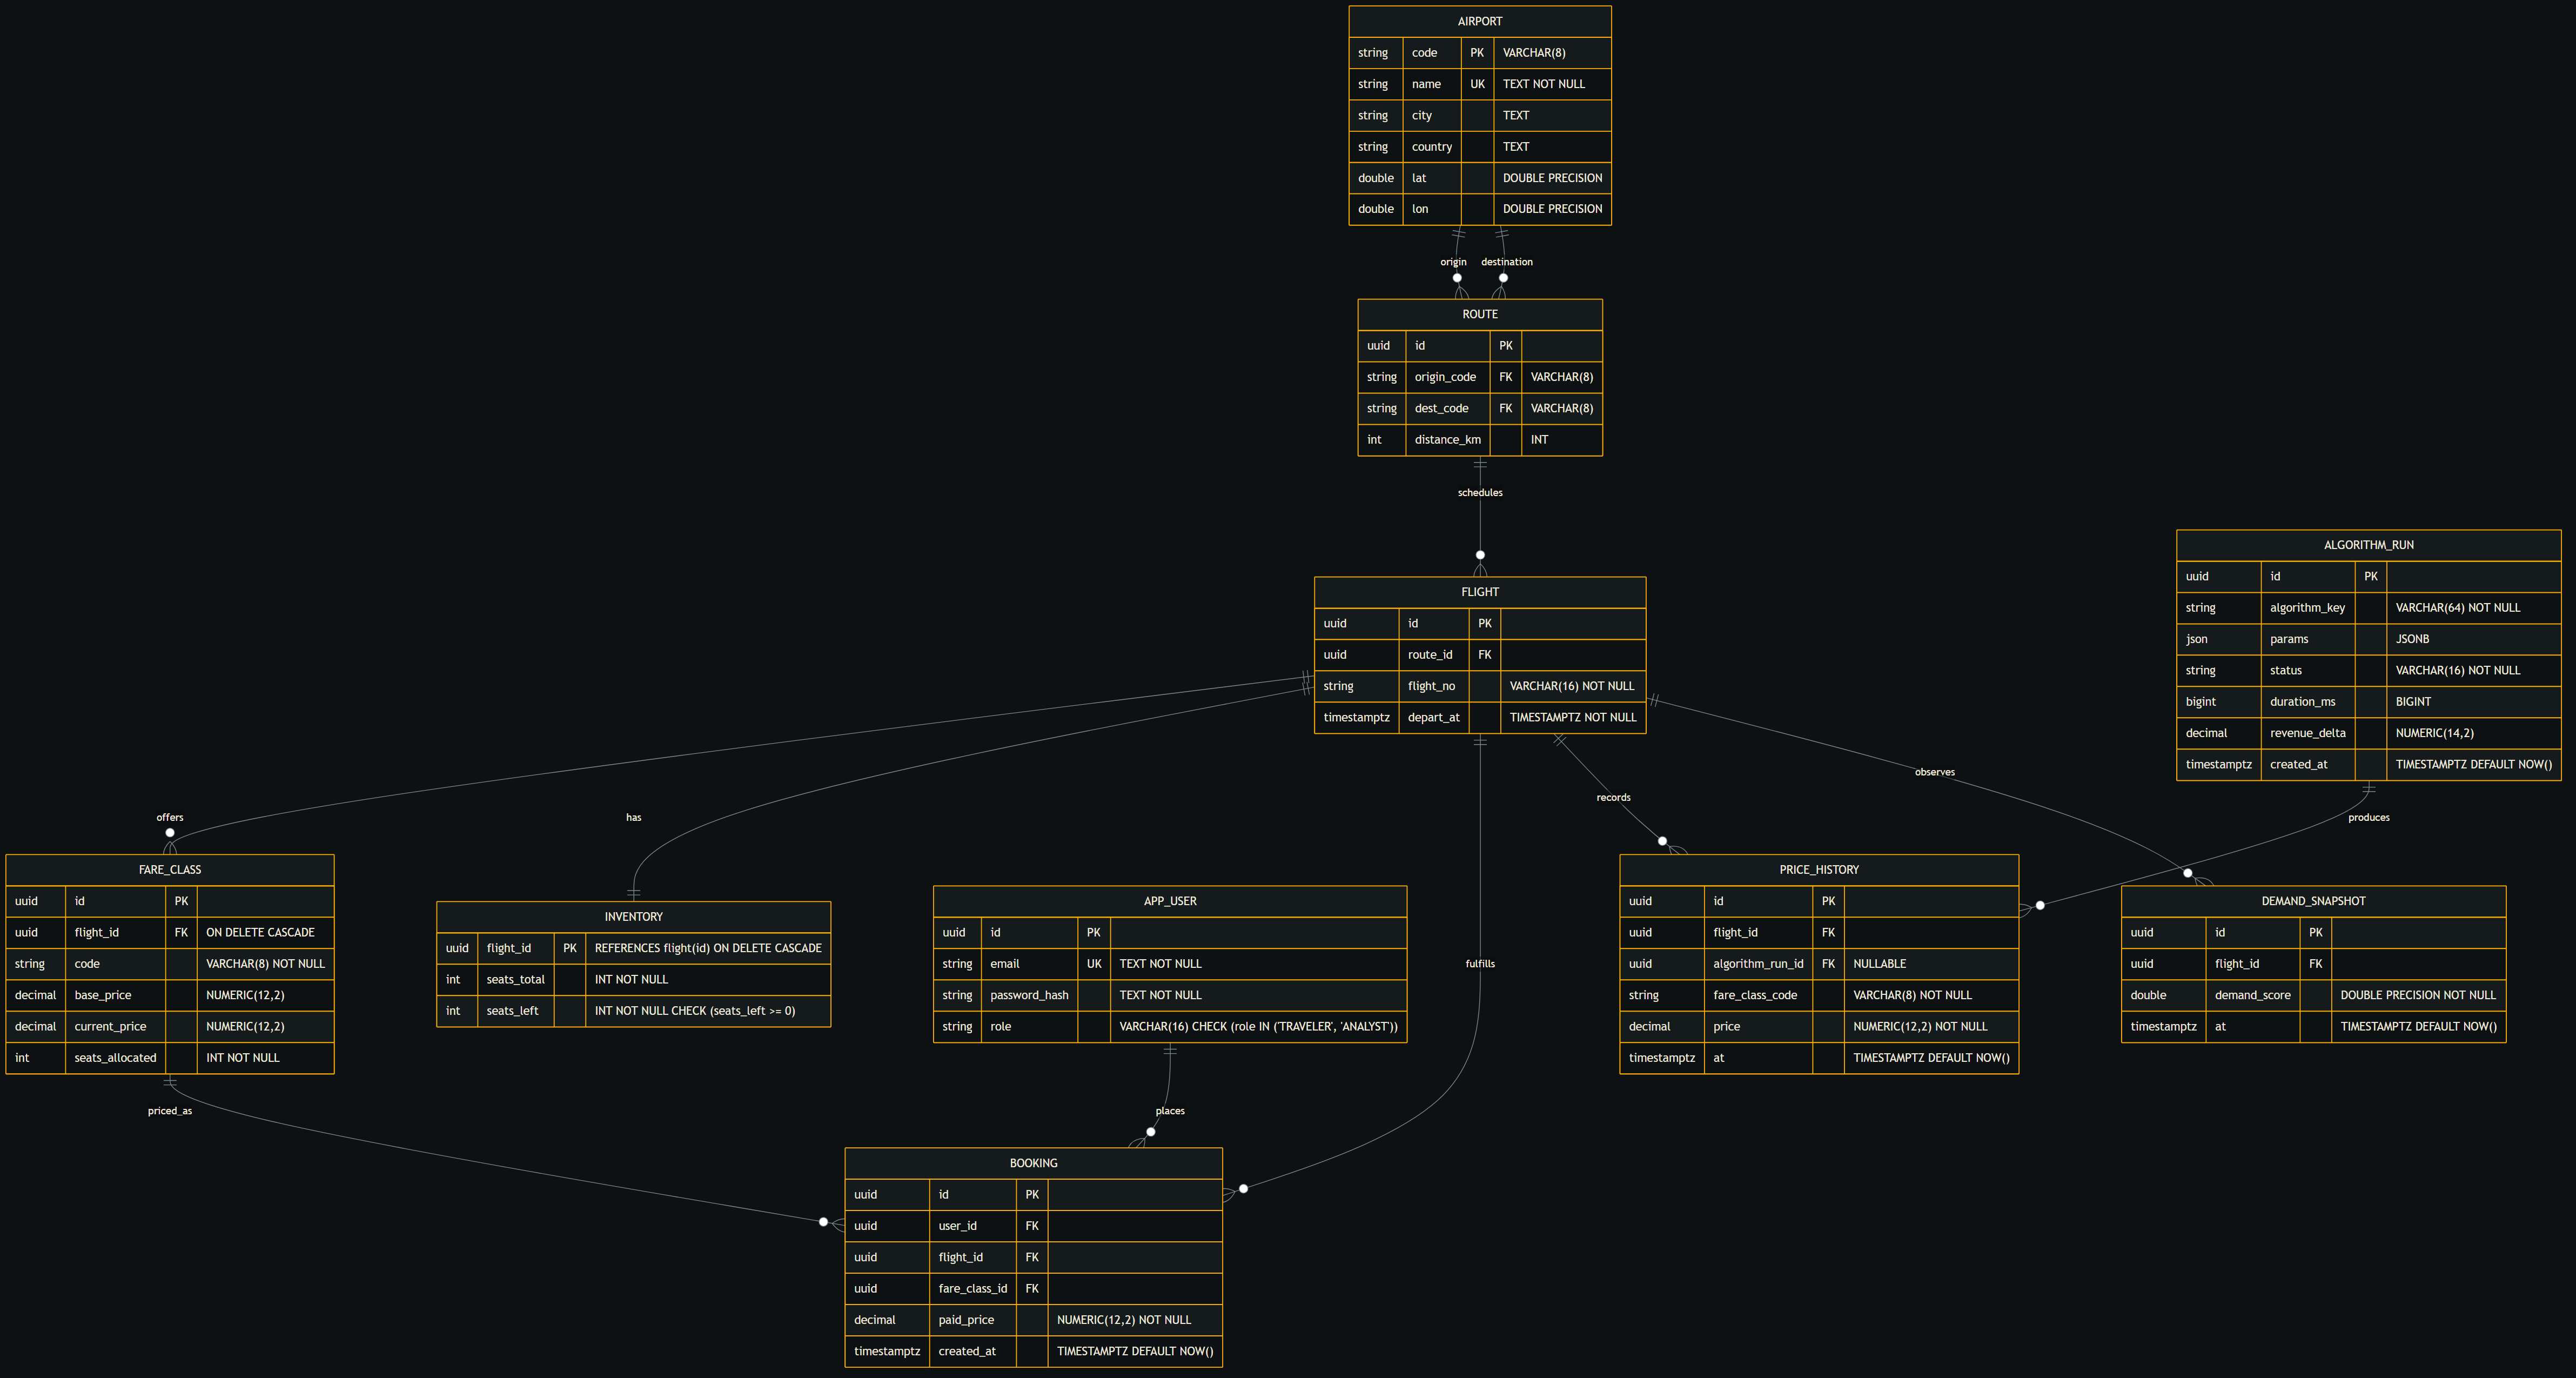 AIRPORT
string code PK VARCHAR(8)
string name UK TEXT NOT NULL
string city TEXT
string country TEXT
double lat DOUBLE PRECISION
double lon DOUBLE PRECISION
origin destination
ROUTE
uuid id PK
string origin_code FK VARCHAR(8)
string dest_code FK VARCHAR(8)
int distance_km INT
schedules
FLIGHT
uuid id PK
uuid route_id FK
string flight_no VARCHAR(16) NOT NULL
timestamptz depart_at TIMESTAMPTZ NOT NULL
ALGORITHM_RUN
uuid id PK
string algorithm_key VARCHAR(64) NOT NULL
json params JSONB
string status VARCHAR(16) NOT NULL
bigint duration_ms BIGINT
decimal revenue_delta NUMERIC(14,2)
timestamptz created_at TIMESTAMPTZ DEFAULT NOW()
offers
has
records
observes
produces
FARE_CLASS
uuid id PK
uuid flight_id FK ON DELETE CASCADE
string code VARCHAR(8) NOT NULL
decimal base_price NUMERIC(12,2)
decimal current_price NUMERIC(12,2)
int seats_allocated INT NOT NULL
INVENTORY
uuid flight_id PK REFERENCES flight(id) ON DELETE CASCADE
int seats_total INT NOT NULL
int seats_left INT NOT NULL CHECK (seats_left >= 0)
APP_USER
uuid id PK
string email UK TEXT NOT NULL
string password_hash TEXT NOT NULL
string role VARCHAR(16) CHECK (role IN ('TRAVELER', 'ANALYST'))
fulfills
PRICE_HISTORY
uuid id PK
uuid flight_id FK
uuid algorithm_run_id FK NULLABLE
string fare_class_code VARCHAR(8) NOT NULL
decimal price NUMERIC(12,2) NOT NULL
timestamptz at TIMESTAMPTZ DEFAULT NOW()
DEMAND_SNAPSHOT
uuid id PK
uuid flight_id FK
double demand_score DOUBLE PRECISION NOT NULL
timestamptz at TIMESTAMPTZ DEFAULT NOW()
priced_as
places
BOOKING
uuid id PK
uuid user_id FK
uuid flight_id FK
uuid fare_class_id FK
decimal paid_price NUMERIC(12,2) NOT NULL
timestamptz created_at TIMESTAMPTZ DEFAULT NOW()